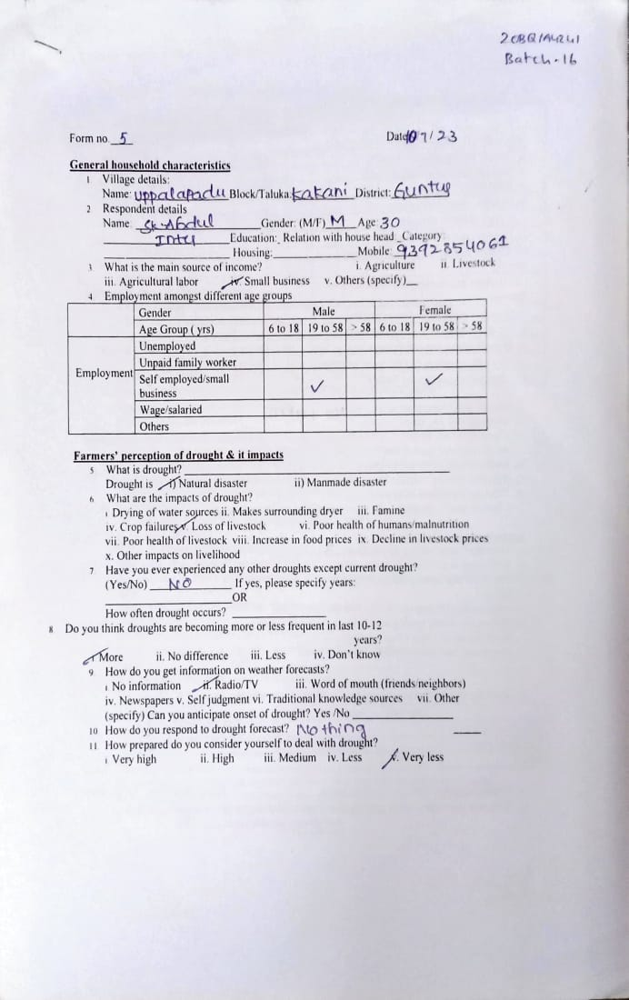 Batch-16
Form no 5 Date 07/23
General household characteristics
1 Village details:
Name: uppalapadu Block/Taluka: kakani District: Guntur
2 Respondent details
Name: Sk-Abdul Gender: (M/F) M Age: 30
Inter Education: Relation with house head Category
Housing: Mobile: 9392854061
3 What is the main source of income? i. Agriculture ii. Livestock
iii. Agricultural labor iv. Small business v. Others (specify)
4 Employment amongst different age groups
Gender Male Female
Age Group ( yrs) 6 to 18 19 to 58 > 58 6 to 18 19 to 58 > 58
Unemployed
Unpaid family worker
Employment Self employed/small ✓ ✓
business
Wage/salaried
Others
Farmers' perception of drought & it impacts
5 What is drought?
Drought is i) Natural disaster ii) Manmade disaster
6 What are the impacts of drought?
i Drying of water sources ii. Makes surrounding dryer iii. Famine
iv. Crop failures v. Loss of livestock vi. Poor health of humans/malnutrition
vii. Poor health of livestock viii. Increase in food prices ix. Decline in livestock prices
x. Other impacts on livelihood
7 Have you ever experienced any other droughts except current drought?
(Yes/No) NO If yes, please specify years:
OR
How often drought occurs?
8 Do you think droughts are becoming more or less frequent in last 10-12
years?
More ii. No difference iii. Less iv. Don't know
9 How do you get information on weather forecasts?
i No information ii. Radio/TV iii. Word of mouth (friends/neighbors)
iv. Newspapers v. Self judgment vi. Traditional knowledge sources vii. Other
(specify) Can you anticipate onset of drought? Yes /No
10 How do you respond to drought forecast? Nothing
11 How prepared do you consider yourself to deal with drought?
i Very high ii. High iii. Medium iv. Less v. Very less